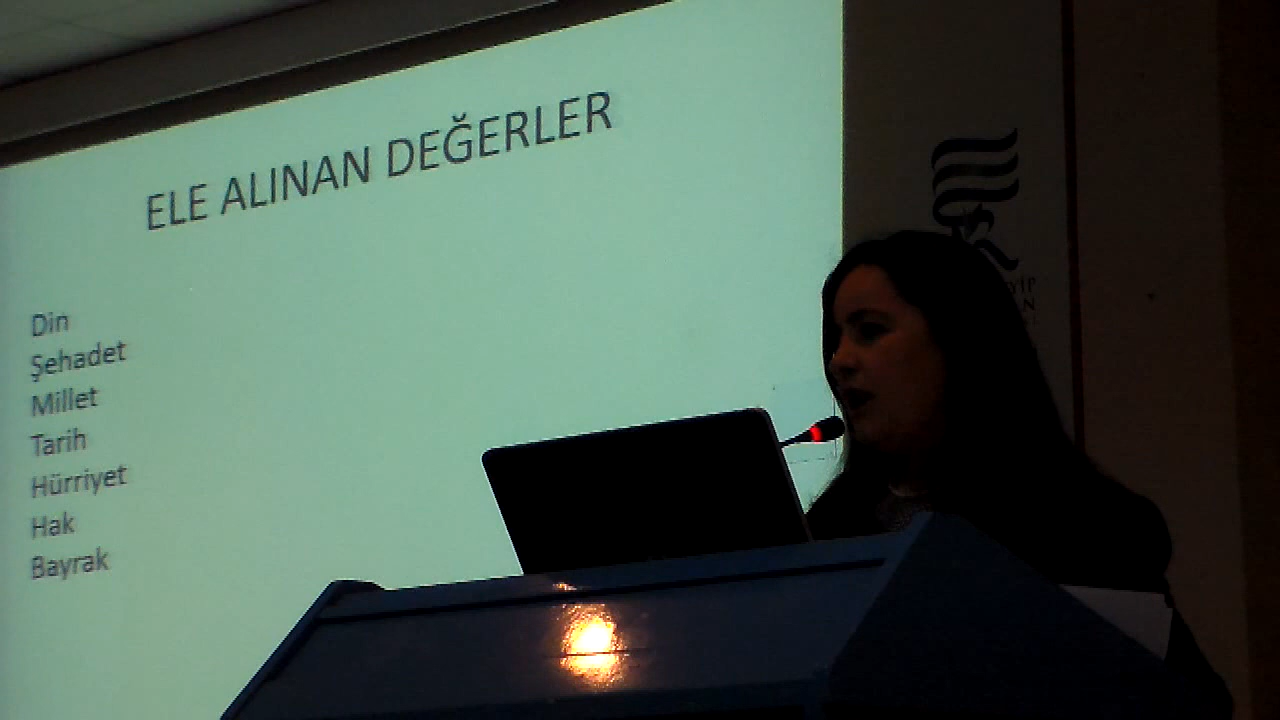 ELE ALINAN DEĞERLER
Din
Şehadet
Millet
Tarih
Hürriyet
Hak
Bayrak